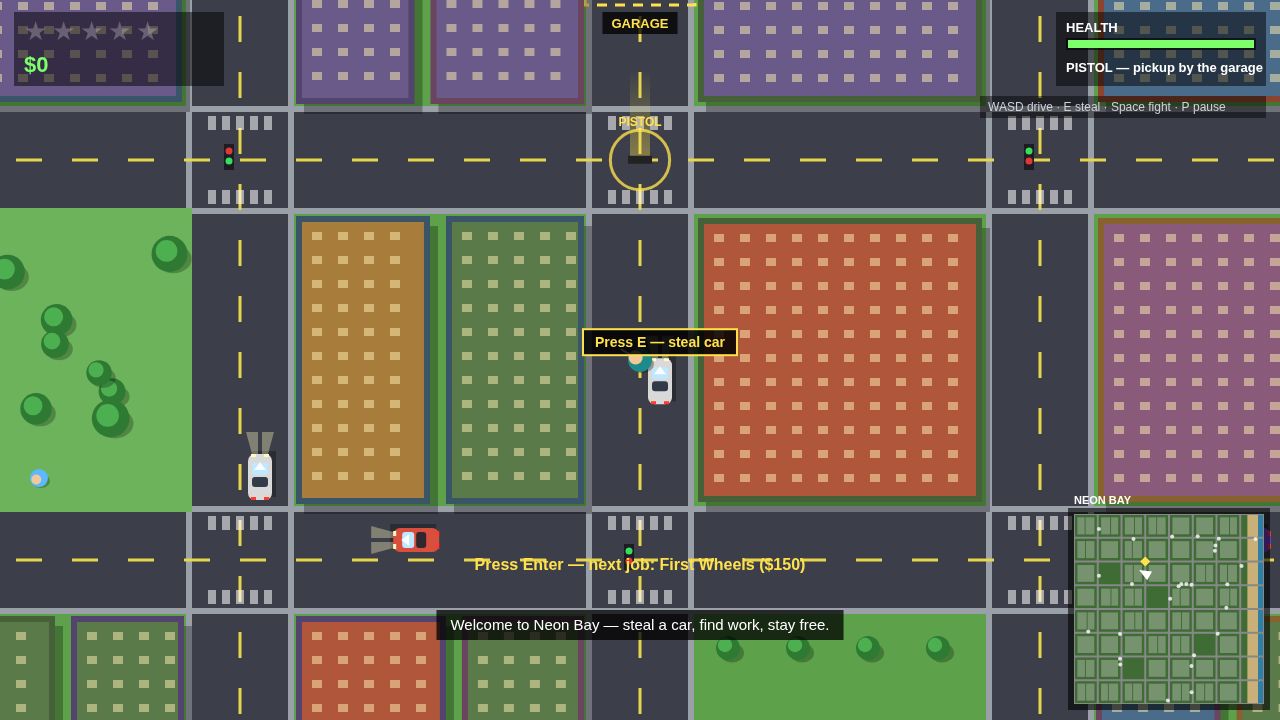 $0
GARAGE
HEALTH
PISTOL — pickup by the garage
WASD drive · E steal · Space fight · P pause
PISTOL
Press E — steal car
NEON BAY
Press Enter — next job: First Wheels ($150)
Welcome to Neon Bay — steal a car, find work, stay free.